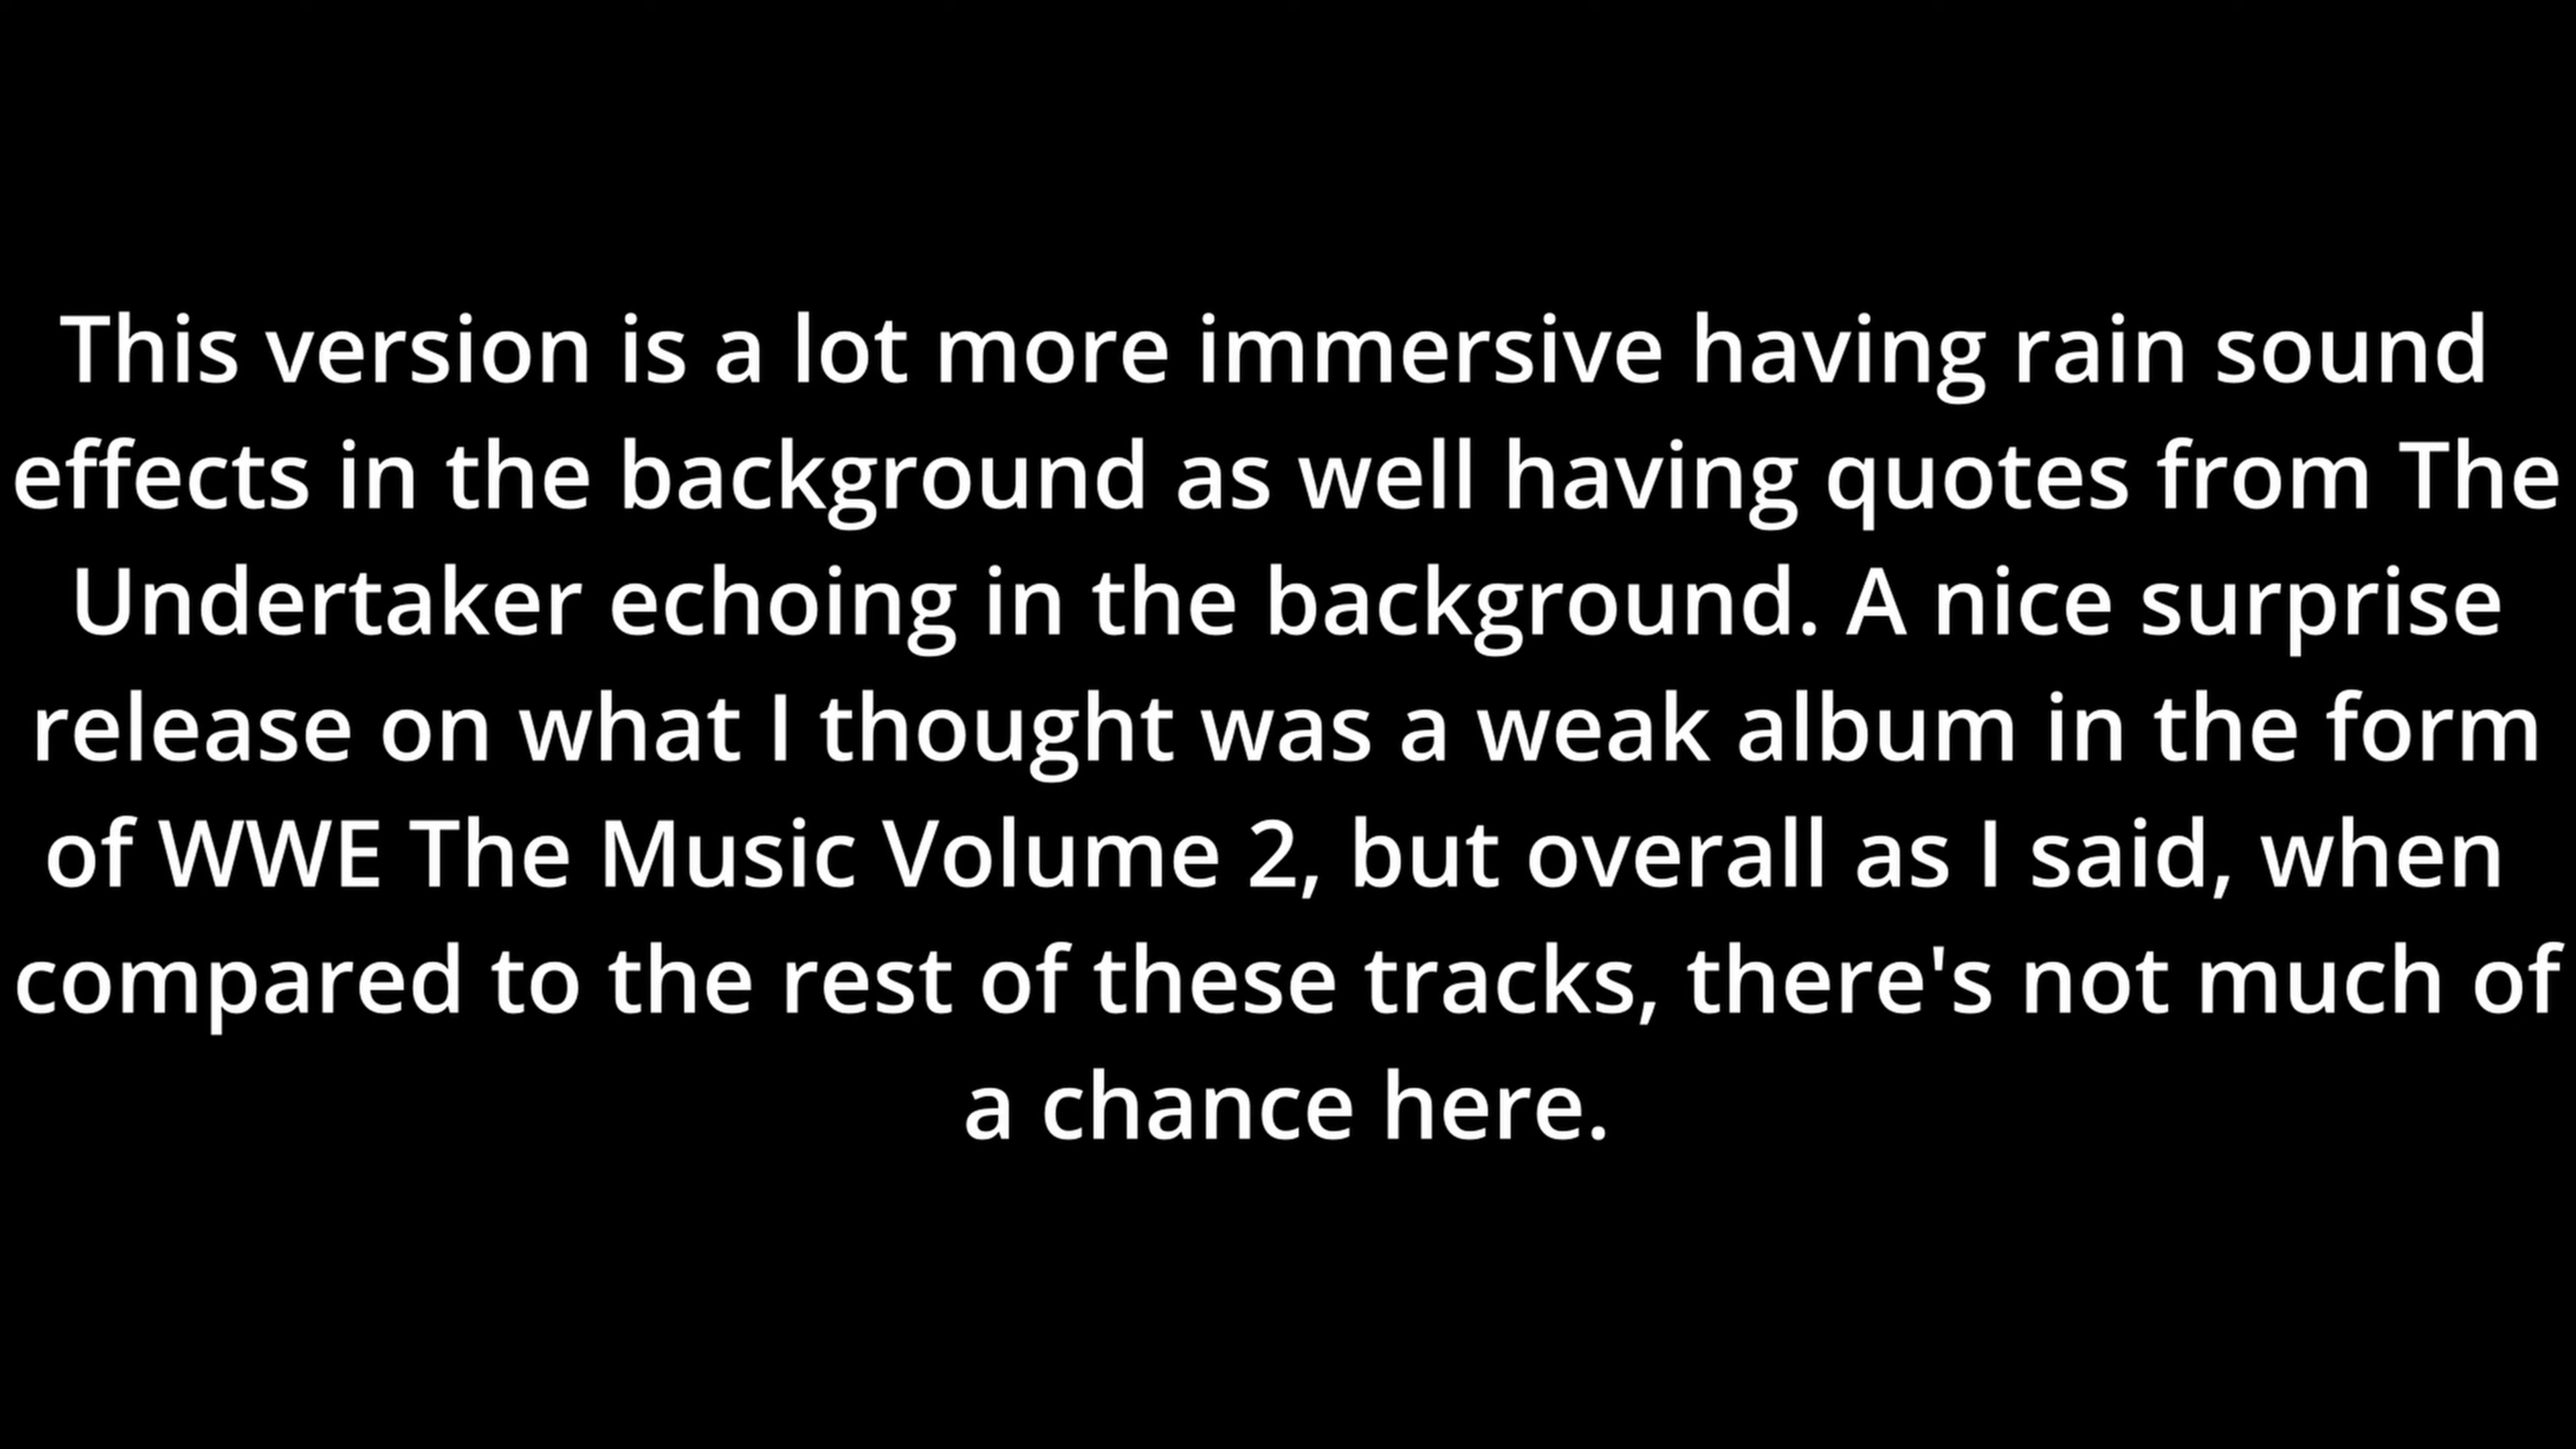 This version is a lot more immersive having rain sound
effects in the background as well having quotes from The
Undertaker echoing in the background. A nice surprise
release on what I thought was a weak album in the form
of WWE The Music Volume 2, but overall as I said, when
compared to the rest of these tracks, there's not much of
a chance here.